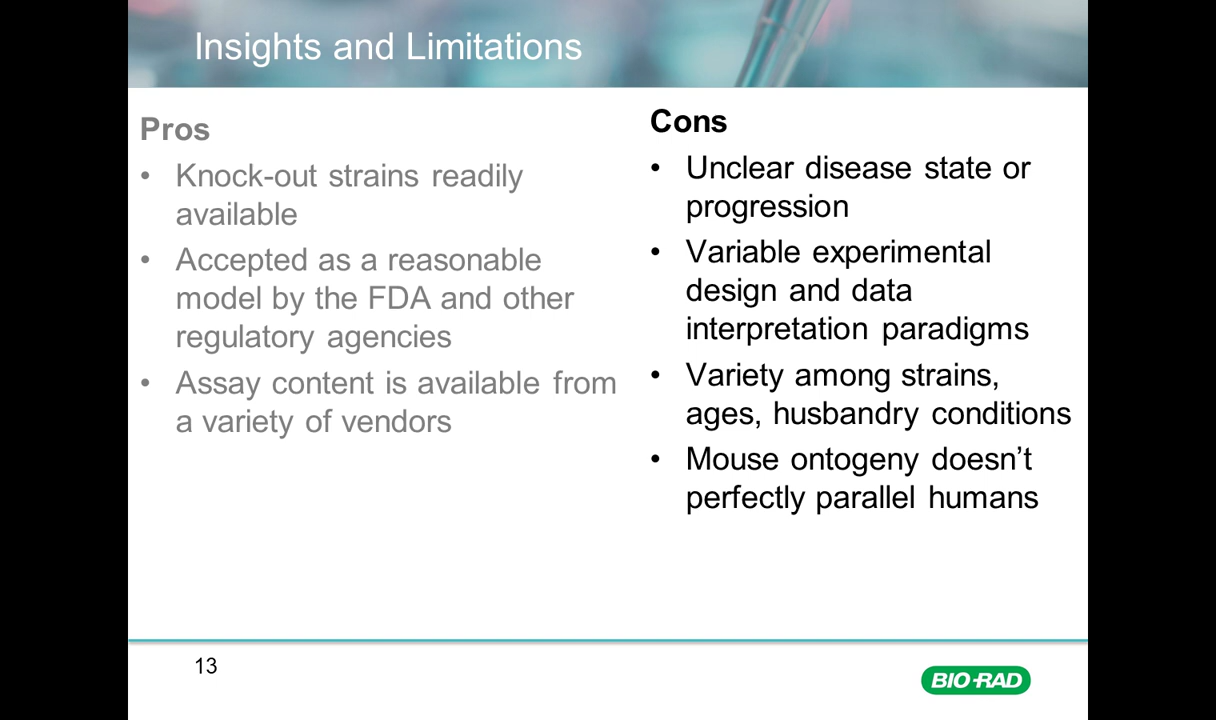 Insights and Limitations
Pros
• Knock-out strains readily
available
• Accepted as a reasonable
model by the FDA and other
regulatory agencies
• Assay content is available from
a variety of vendors
Cons
• Unclear disease state or
progression
• Variable experimental
design and data
interpretation paradigms
• Variety among strains,
ages, husbandry conditions
• Mouse ontogeny doesn’t
perfectly parallel humans
13
BIO-RAD